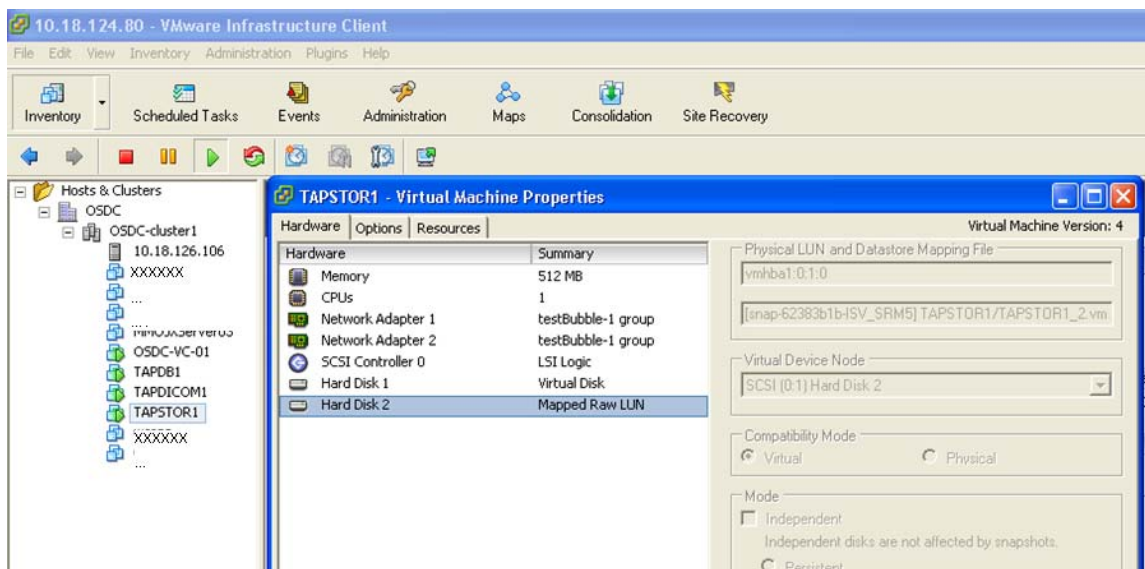 10.18.124.80 - VMware Infrastructure Client
File Edit View Inventory Administration Plugins Help
Inventory Scheduled Tasks Events Administration Maps Consolidation Site Recovery
Hosts & Clusters
OSDC
OSDC-cluster1
10.18.126.106
XXXXXX
...
...
OSDC-VC-01
TAPDB1
TAPDICOM1
TAPSTOR1
XXXXXX
...
TAPSTOR1 - Virtual Machine Properties
Hardware Options Resources Virtual Machine Version: 4
Hardware Summary
Memory 512 MB
CPUs 1
Network Adapter 1 testBubble-1 group
Network Adapter 2 testBubble-1 group
SCSI Controller 0 LSI Logic
Hard Disk 1 Virtual Disk
Hard Disk 2 Mapped Raw LUN
Physical LUN and Datastore Mapping File
vmhba1:0:1:0
[snap-62383b1b-ISV_SRM5] TAPSTOR1/TAPSTOR1_2.vm
Virtual Device Node
SCSI (0:1) Hard Disk 2
Compatibility Mode
Virtual Physical
Mode
Independent
Independent disks are not affected by snapshots.
Persistent